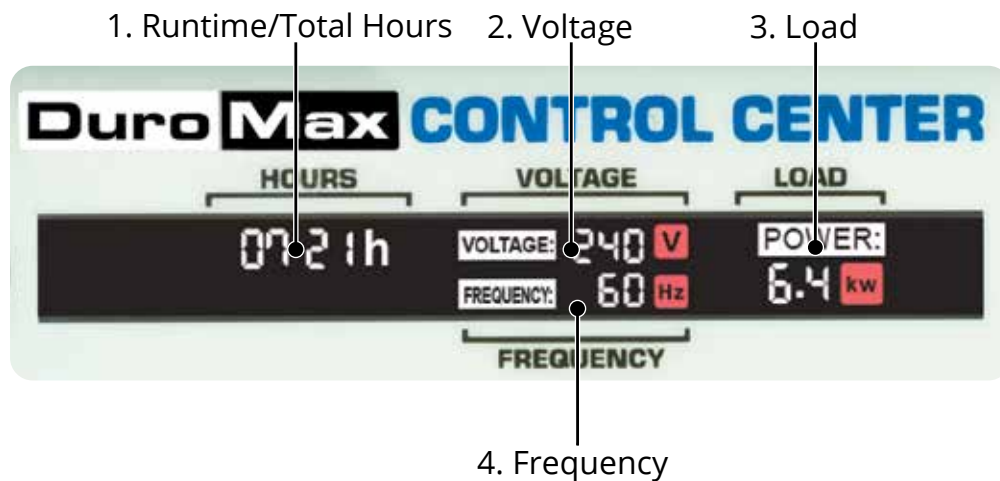 1. Runtime/Total Hours 2. Voltage 3. Load
DuroMax CONTROL CENTER
HOURS VOLTAGE LOAD
0721h VOLTAGE: 240 V POWER:
FREQUENCY: 60 Hz 6.4 kw
FREQUENCY
4. Frequency